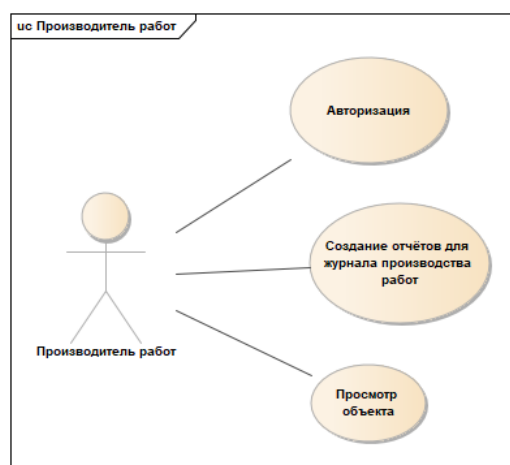 uc Производитель работ
Авторизация
Создание отчётов для
журнала производства
работ
Производитель работ
Просмотр
объекта